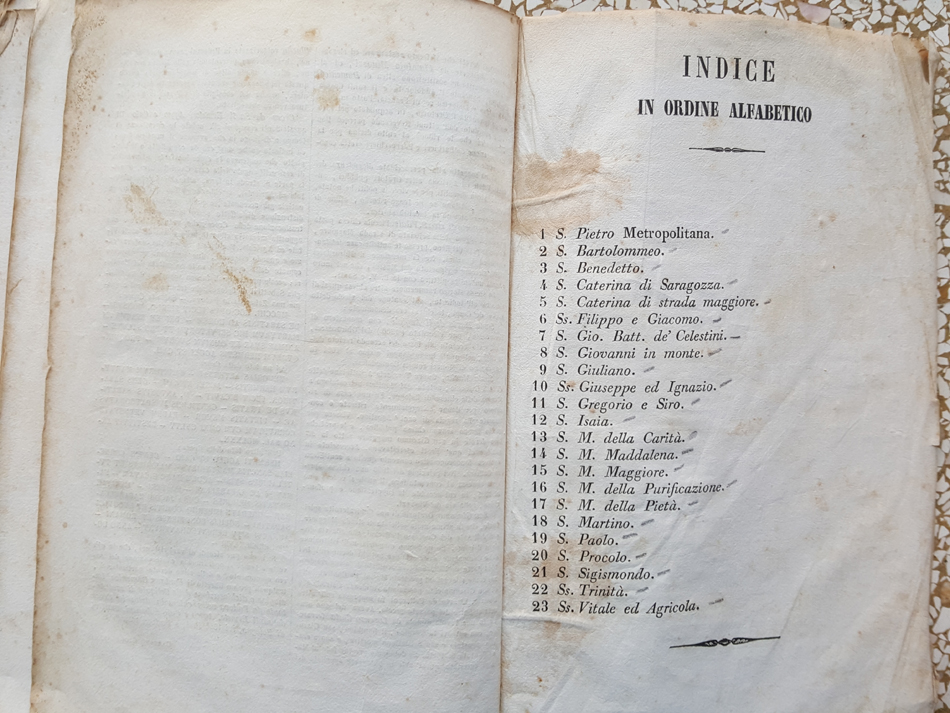 INDICE
IN ORDINE ALFABETICO
1 S. Pietro Metropolitana.
2 S. Bartolommeo.
3 S. Benedetto.
4 S. Caterina di Saragozza.
5 S. Caterina di strada maggiore.
6 Ss. Filippo e Giacomo.
7 S. Gio. Batt. de' Celestini.
8 S. Giovanni in monte.
9 S. Giuliano.
10 Ss. Giuseppe ed Ignazio.
11 S. Gregorio e Siro.
12 S. Isaia.
13 S. M. della Carità.
14 S. M. Maddalena.
15 S. M. Maggiore.
16 S. M. della Purificazione.
17 S. M. della Pietà.
18 S. Martino.
19 S. Paolo.
20 S. Procolo.
21 S. Sigismondo.
22 Ss. Trinità.
23 Ss. Vitale ed Agricola.